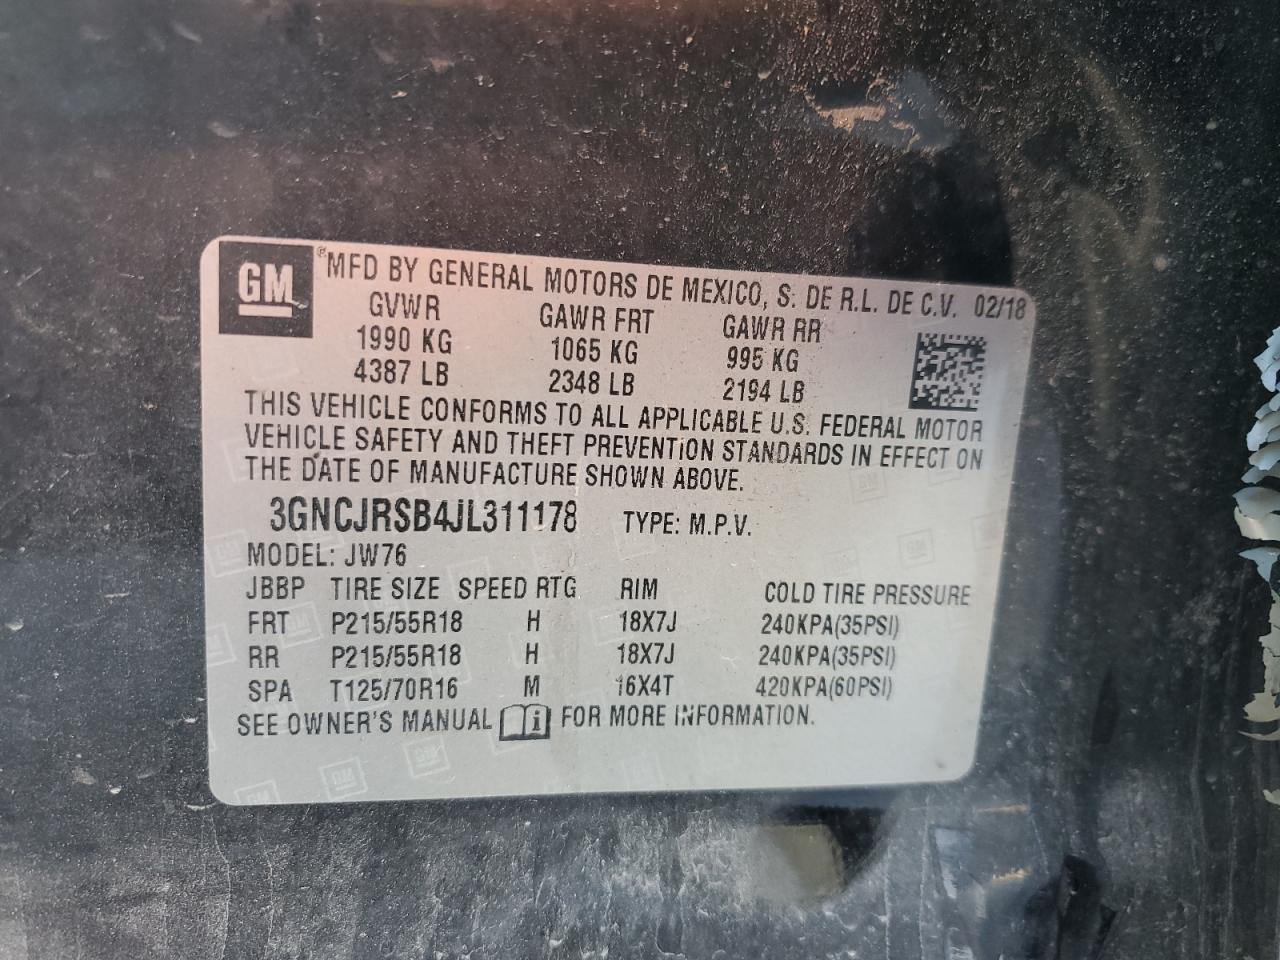 GM ® MFD BY GENERAL MOTORS DE MEXICO, S. DE R.L. DE C.V. 02/18
GVWR GAWR FRT GAWR RR
1990 KG 1065 KG 995 KG
4387 LB 2348 LB 2194 LB
THIS VEHICLE CONFORMS TO ALL APPLICABLE U.S. FEDERAL MOTOR
VEHICLE SAFETY AND THEFT PREVENTION STANDARDS IN EFFECT ON
THE DATE OF MANUFACTURE SHOWN ABOVE.
3GNCJRSB4JL311178 TYPE: M.P.V.
MODEL: JW76
JBBP TIRE SIZE SPEED RTG RIM COLD TIRE PRESSURE
FRT P215/55R18 H 18X7J 240KPA(35PSI)
RR P215/55R18 H 18X7J 240KPA(35PSI)
SPA T125/70R16 M 16X4T 420KPA(60PSI)
SEE OWNER'S MANUAL i FOR MORE INFORMATION.